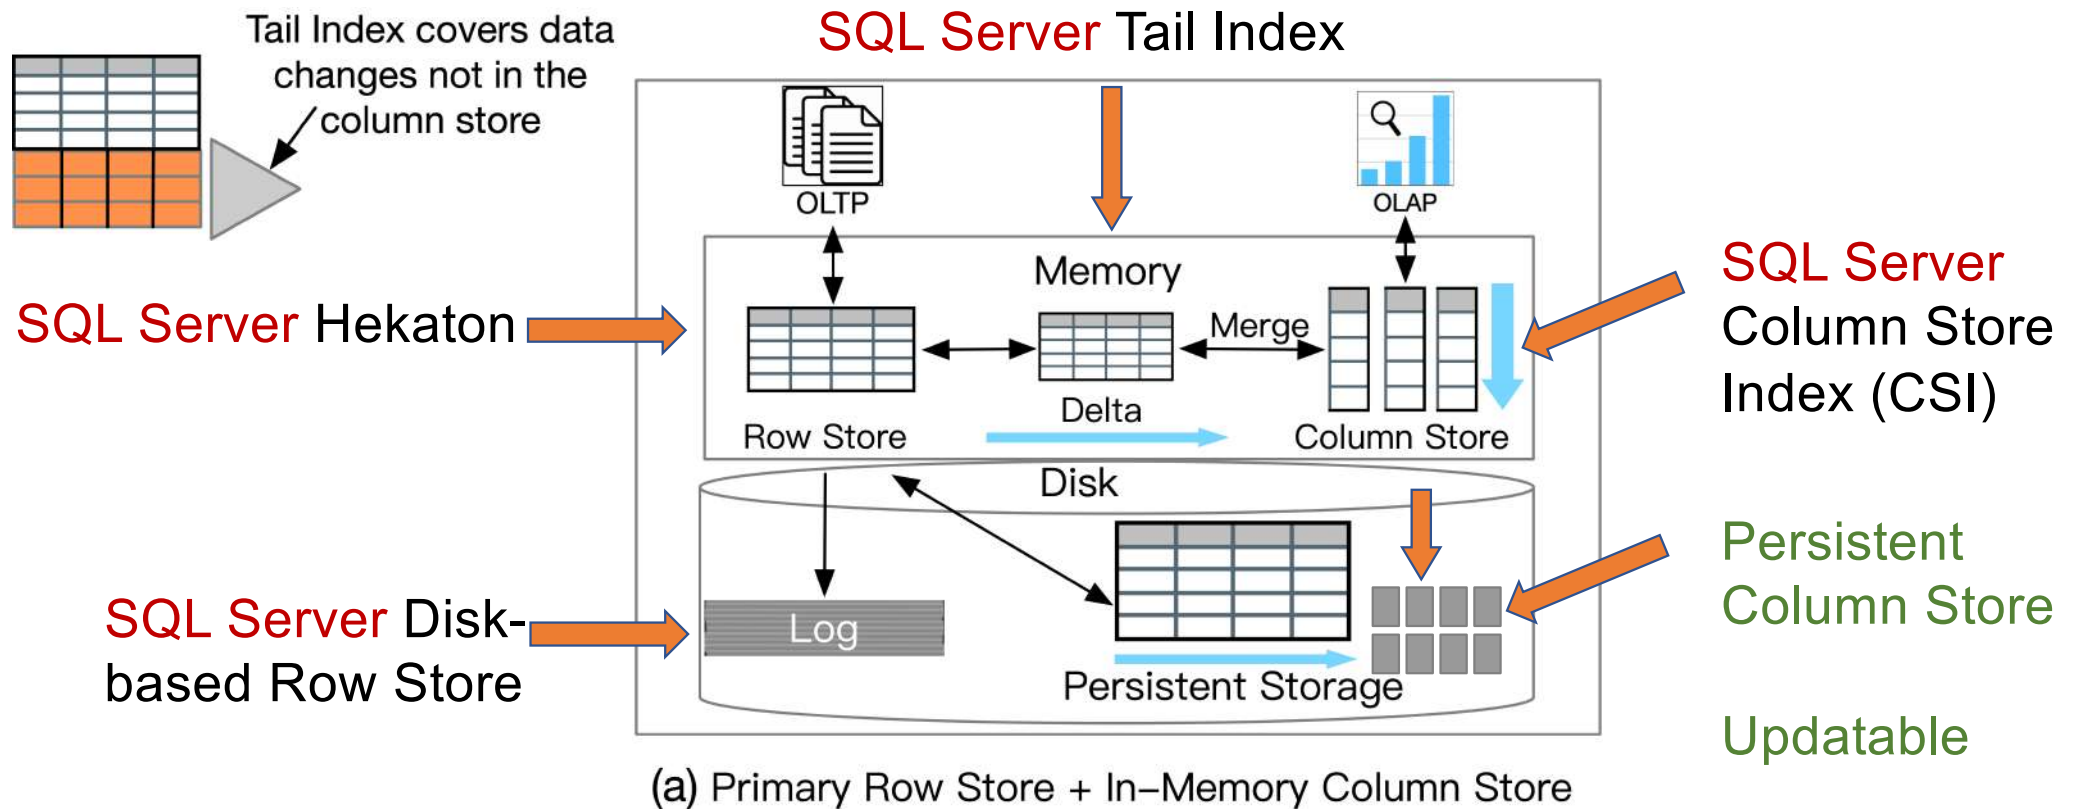 Tail Index covers data
changes not in the
column store
SQL Server Tail Index
OLTP
OLAP
Memory
SQL Server Hekaton
Merge
Delta
Row Store
Column Store
SQL Server
Column Store
Index (CSI)
Disk
Log
Persistent Storage
SQL Server Disk-
based Row Store
Persistent
Column Store
Updatable
(a) Primary Row Store + In-Memory Column Store